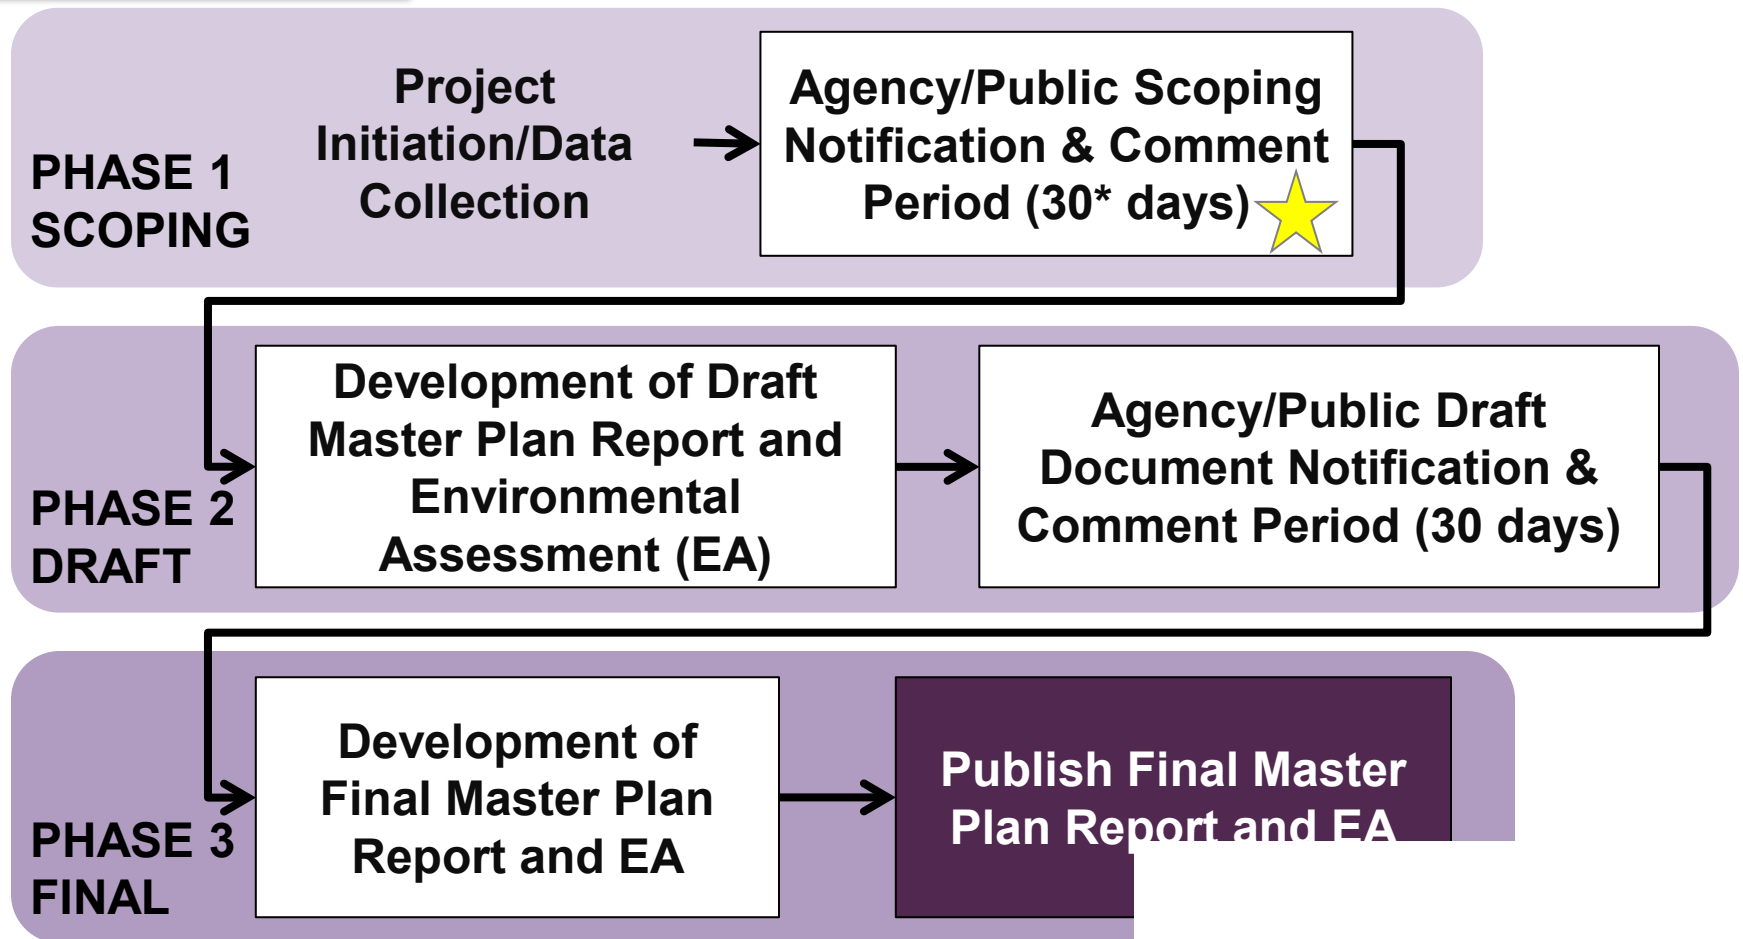 PHASE 1
SCOPING
Project
Initiation/Data
Collection
Agency/Public Scoping
Notification & Comment
Period (30* days)
PHASE 2
DRAFT
Development of Draft
Master Plan Report and
Environmental
Assessment (EA)
Agency/Public Draft
Document Notification &
Comment Period (30 days)
PHASE 3
FINAL
Development of
Final Master Plan
Report and EA
Publish Final Master
Plan Report and EA